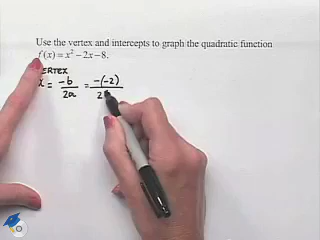 Use the vertex and intercepts to graph the quadratic function
f(x) = x² − 2x − 8.
VERTEX
x = -b/2a = -(-2)/2